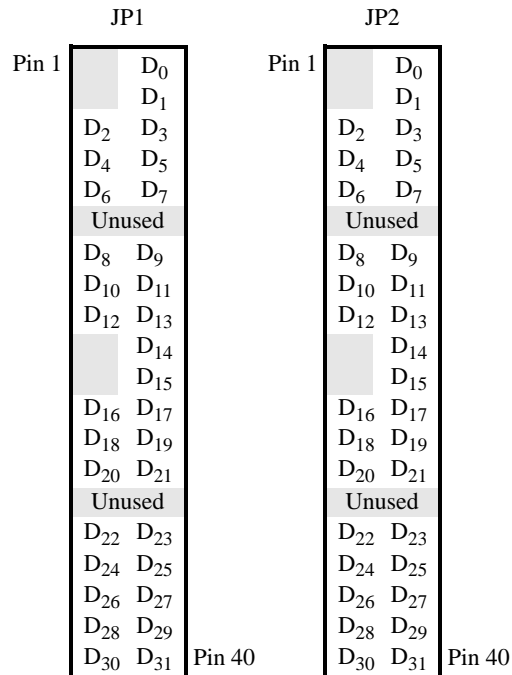 JP1 JP2
Pin 1 D0 Pin 1 D0
D1 D1
D2 D3 D2 D3
D4 D5 D4 D5
D6 D7 D6 D7
Unused Unused
D8 D9 D8 D9
D10 D11 D10 D11
D12 D13 D12 D13
D14 D14
D15 D15
D16 D17 D16 D17
D18 D19 D18 D19
D20 D21 D20 D21
Unused Unused
D22 D23 D22 D23
D24 D25 D24 D25
D26 D27 D26 D27
D28 D29 D28 D29
D30 D31 Pin 40 D30 D31 Pin 40